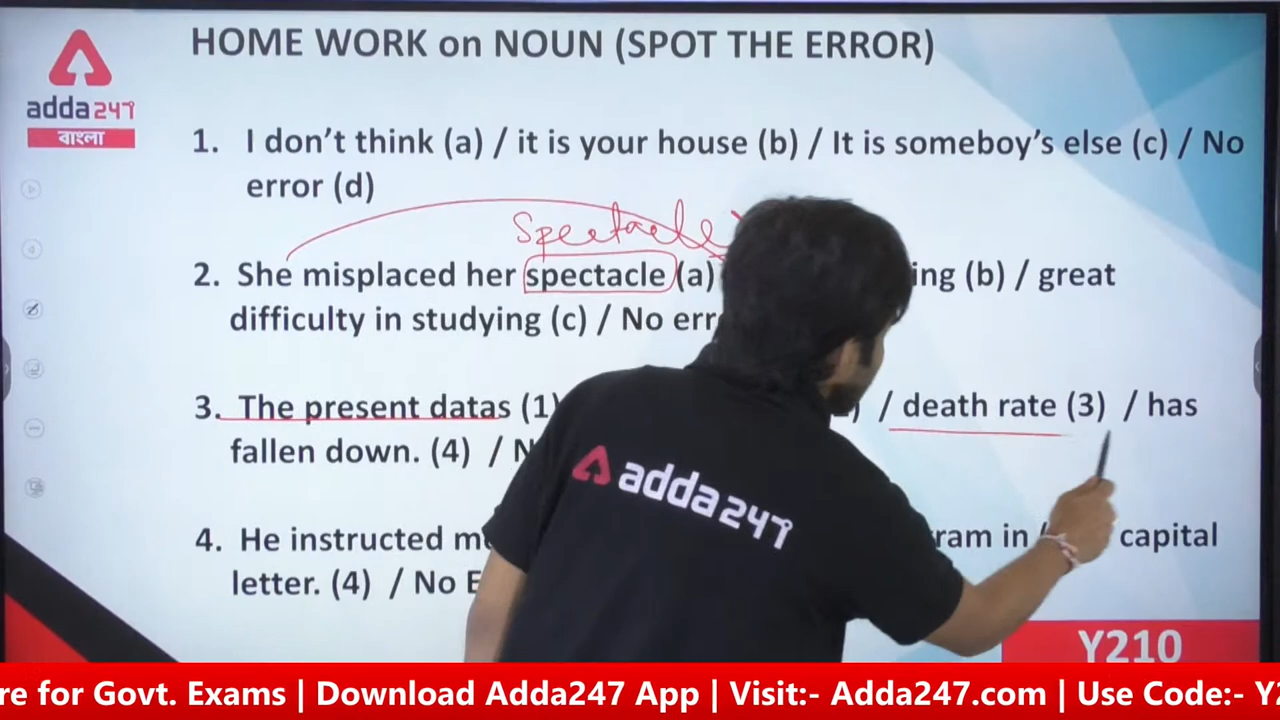 HOME WORK on NOUN (SPOT THE ERROR)
adda247
বাংলা
1. I don't think (a) / it is your house (b) / It is someboy's else (c) / No
error (d)
Spectacle
2. She misplaced her spectacle (a) ing (b) / great
difficulty in studying (c) / No err
3. The present datas (1) / death rate (3) / has
fallen down. (4) / N
4. He instructed m ram in capital
letter. (4) / No E
adda247
Y210
re for Govt. Exams | Download Adda247 App | Visit:- Adda247.com | Use Code:- Y2